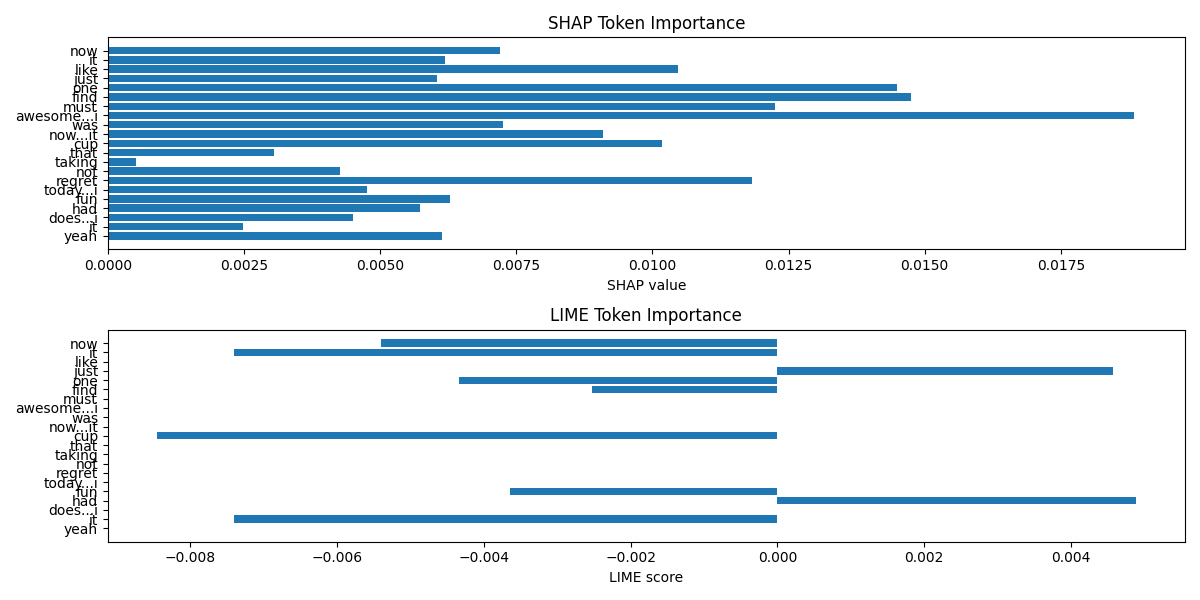 SHAP Token Importance
now
it
like
just
one
find
must
awesome...i
was
now...it
cup
that
taking
not
regret
today...i
fun
had
does...i
it
yeah
0.0000 0.0025 0.0050 0.0075 0.0100 0.0125 0.0150 0.0175
SHAP value
LIME Token Importance
now
it
like
just
one
find
must
awesome...i
was
now...it
cup
that
taking
not
regret
today...i
fun
had
does...i
it
yeah
−0.008 −0.006 −0.004 −0.002 0.000 0.002 0.004
LIME score